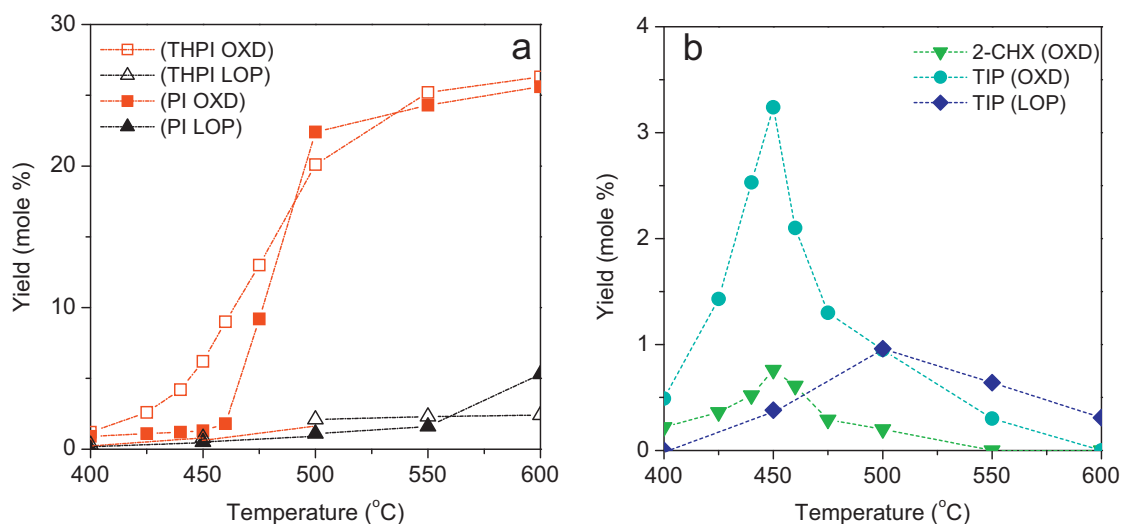 a
30
20
10
0
Yield (mole %)
(THPI OXD)
(THPI LOP)
(PI OXD)
(PI LOP)
400 450 500 550 600
Temperature (°C)
b
4
3
2
1
0
Yield (mole %)
2-CHX (OXD)
TIP (OXD)
TIP (LOP)
400 450 500 550 600
Temperature (°C)